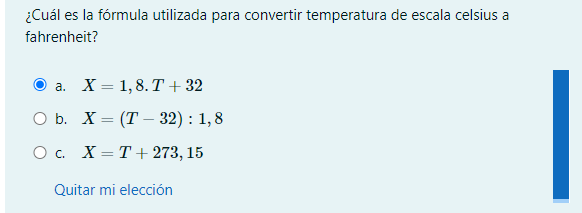 ¿Cuál es la fórmula utilizada para convertir temperatura de escala celsius a
fahrenheit?
a. X = 1,8.T + 32
b. X = (T − 32) : 1,8
c. X = T + 273,15
Quitar mi elección